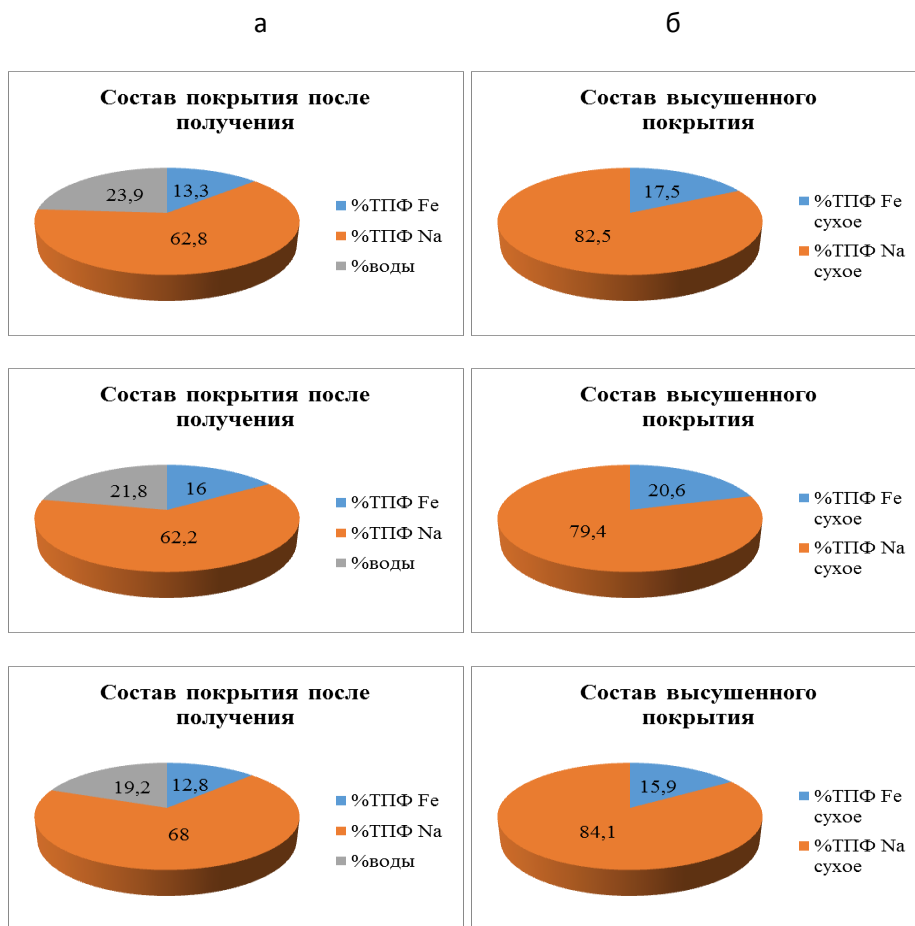 а
б
Состав покрытия после
получения
23,9
13,3
62,8
%ТПФ Fe
%ТПФ Na
%воды
Состав высушенного
покрытия
17,5
82,5
%ТПФ Fe
сухое
%ТПФ Na
сухое
Состав покрытия после
получения
21,8
16
62,2
%ТПФ Fe
%ТПФ Na
%воды
Состав высушенного
покрытия
20,6
79,4
%ТПФ Fe
сухое
%ТПФ Na
сухое
Состав покрытия после
получения
19,2
12,8
68
%ТПФ Fe
%ТПФ Na
%воды
Состав высушенного
покрытия
15,9
84,1
%ТПФ Fe
сухое
%ТПФ Na
сухое